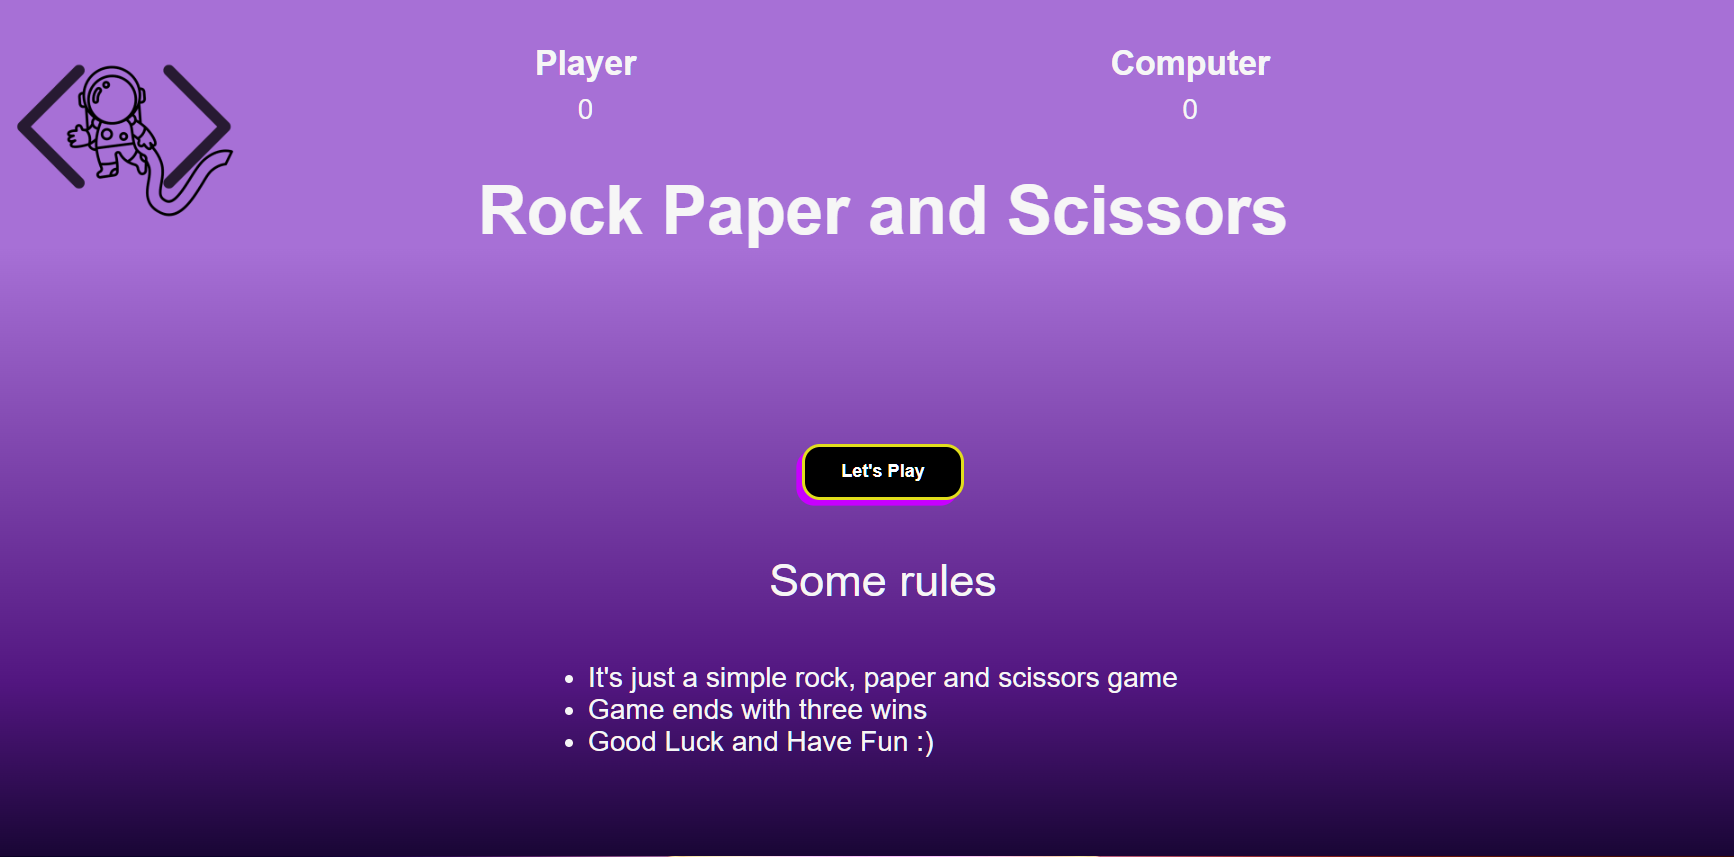 Player
Computer
0
0
Rock Paper and Scissors
Let's Play
Some rules
It's just a simple rock, paper and scissors game
Game ends with three wins
Good Luck and Have Fun :)